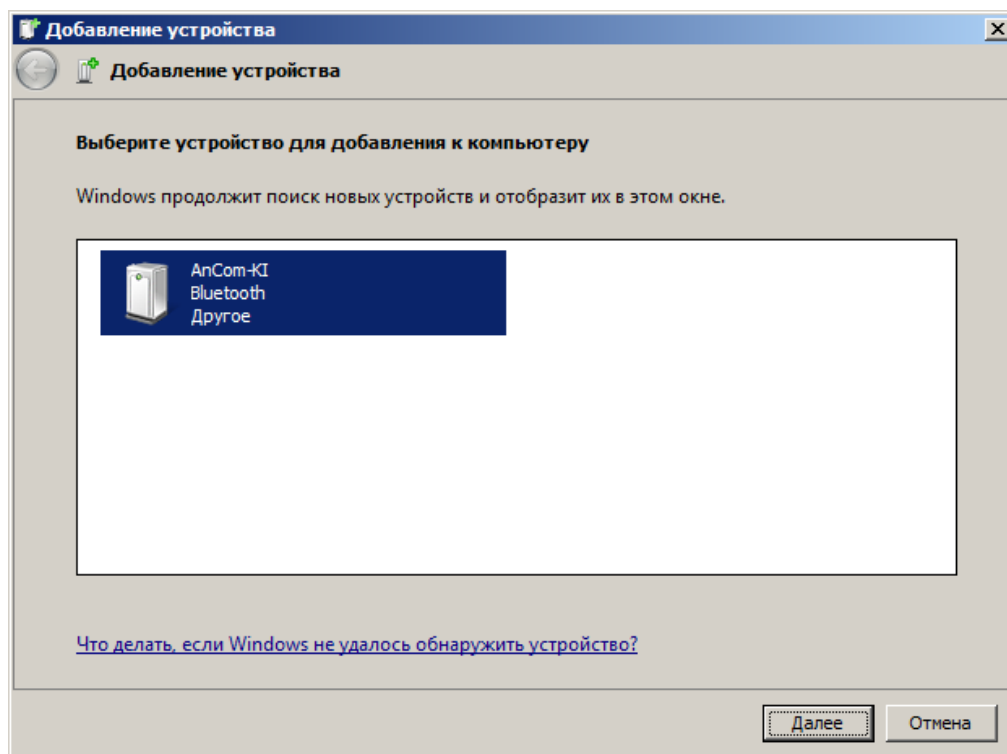 Добавление устройства
Добавление устройства
Выберите устройство для добавления к компьютеру
Windows продолжит поиск новых устройств и отобразит их в этом окне.
AnCom-KI
Bluetooth
Другое
Что делать, если Windows не удалось обнаружить устройство?
Далее
Отмена